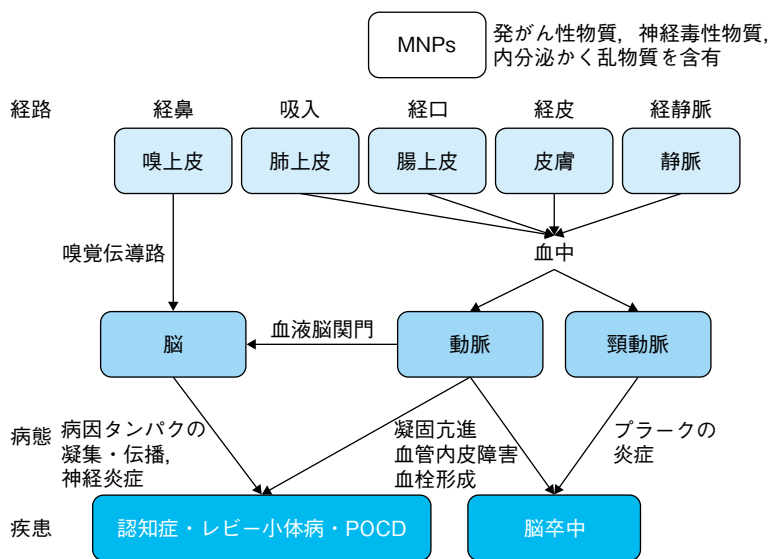 MNPs
発がん性物質，神経毒性物質，
内分泌かく乱物質を含有
経路
経鼻
吸入
経口
経皮
経静脈
嗅上皮
肺上皮
腸上皮
皮膚
静脈
嗅覚伝導路
血中
脳
血液脳関門
動脈
頸動脈
病態
病因タンパクの
凝集・伝播，
神経炎症
凝固亢進
血管内皮障害
血栓形成
プラークの
炎症
疾患
認知症・レビー小体病・POCD
脳卒中